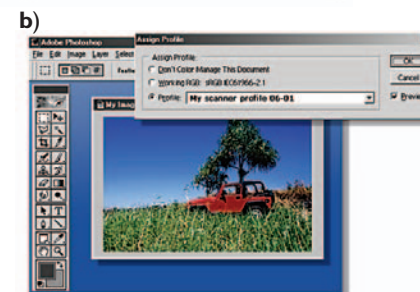 b)
Adobe Photoshop
File Edit Image Layer Select
Assign Profile
Assign Profile:
Don't Color Manage This Document
Working RGB: sRGB IEC61966-2.1
Profile: My scanner profile 06-01
OK
Cancel
Preview
My Imag